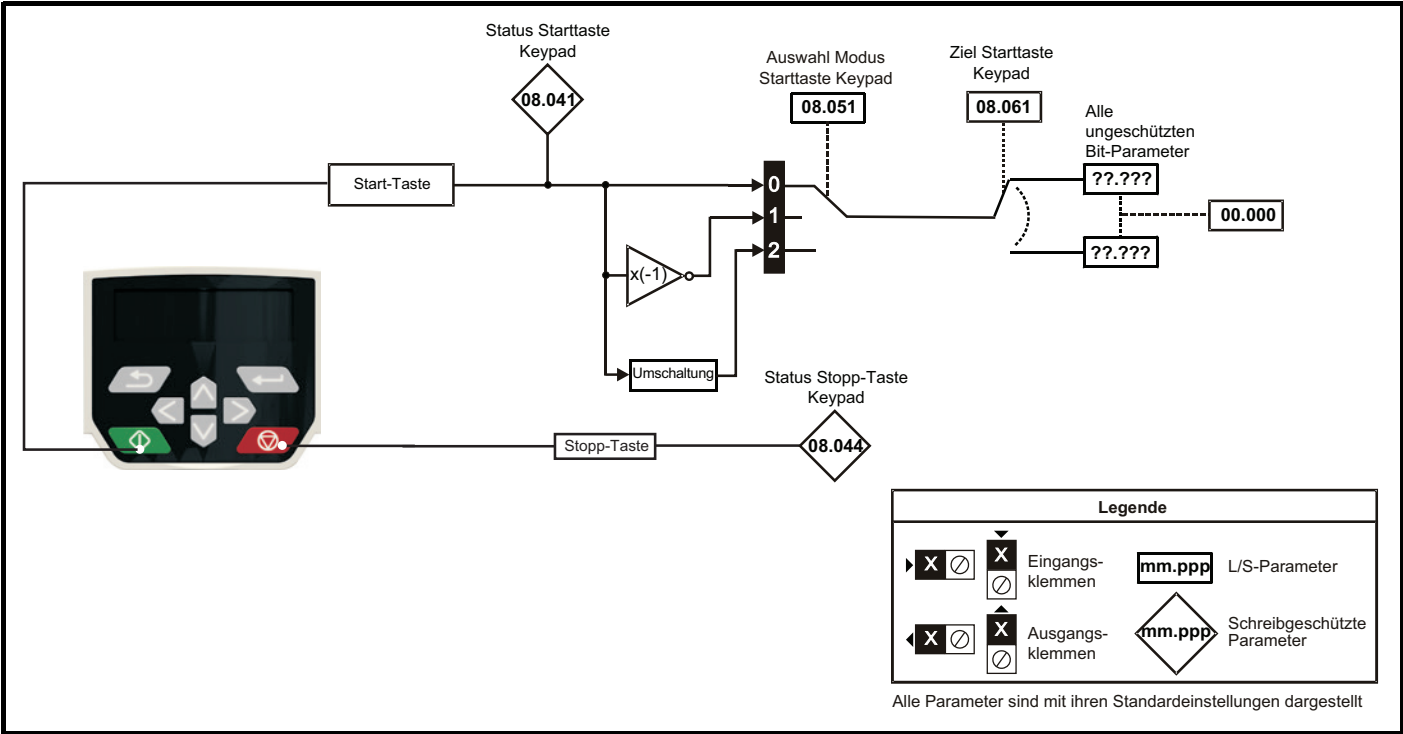 Status Starttaste
Keypad
08.041
Auswahl Modus
Starttaste Keypad
08.051
Ziel Starttaste
Keypad
08.061
Alle
ungeschützten
Bit-Parameter
??.???
??.???
00.000
Start-Taste
0
1
2
x(-1)
Umschaltung
Status Stopp-Taste
Keypad
08.044
Stopp-Taste
Legende
X
X
Eingangs-
klemmen
mm.ppp
L/S-Parameter
X
X
Ausgangs-
klemmen
mm.ppp
Schreibgeschützte
Parameter
Alle Parameter sind mit ihren Standardeinstellungen dargestellt